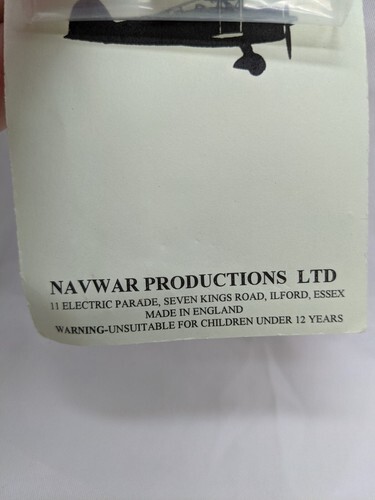 NAVWAR PRODUCTIONS LTD
11 ELECTRIC PARADE, SEVEN KINGS ROAD, ILFORD, ESSEX
MADE IN ENGLAND
WARNING-UNSUITABLE FOR CHILDREN UNDER 12 YEARS